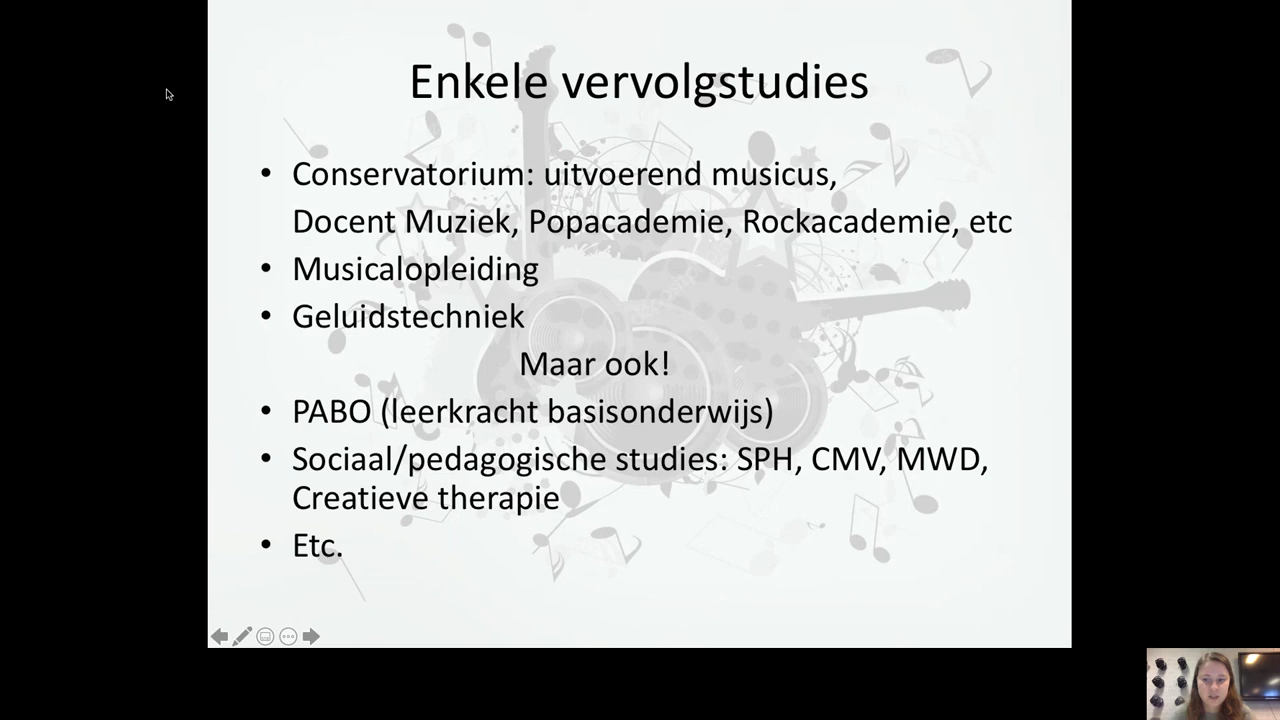 Enkele vervolgstudies
• Conservatorium: uitvoerend musicus,
Docent Muziek, Popacademie, Rockacademie, etc
• Musicalopleiding
• Geluidstechniek
Maar ook!
• PABO (leerkracht basisonderwijs)
• Sociaal/pedagogische studies: SPH, CMV, MWD,
Creatieve therapie
• Etc.